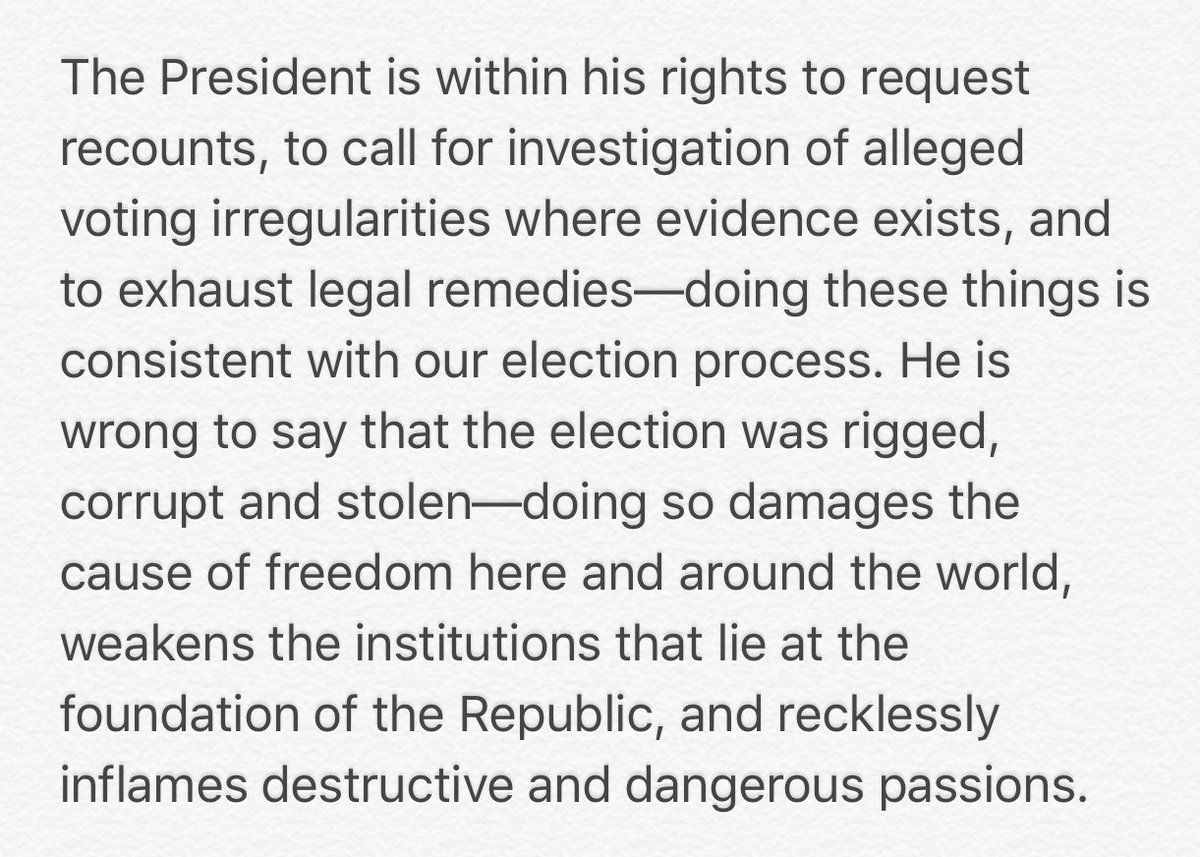 The President is within his rights to request
recounts, to call for investigation of alleged
voting irregularities where evidence exists, and
to exhaust legal remedies—doing these things is
consistent with our election process. He is
wrong to say that the election was rigged,
corrupt and stolen—doing so damages the
cause of freedom here and around the world,
weakens the institutions that lie at the
foundation of the Republic, and recklessly
inflames destructive and dangerous passions.